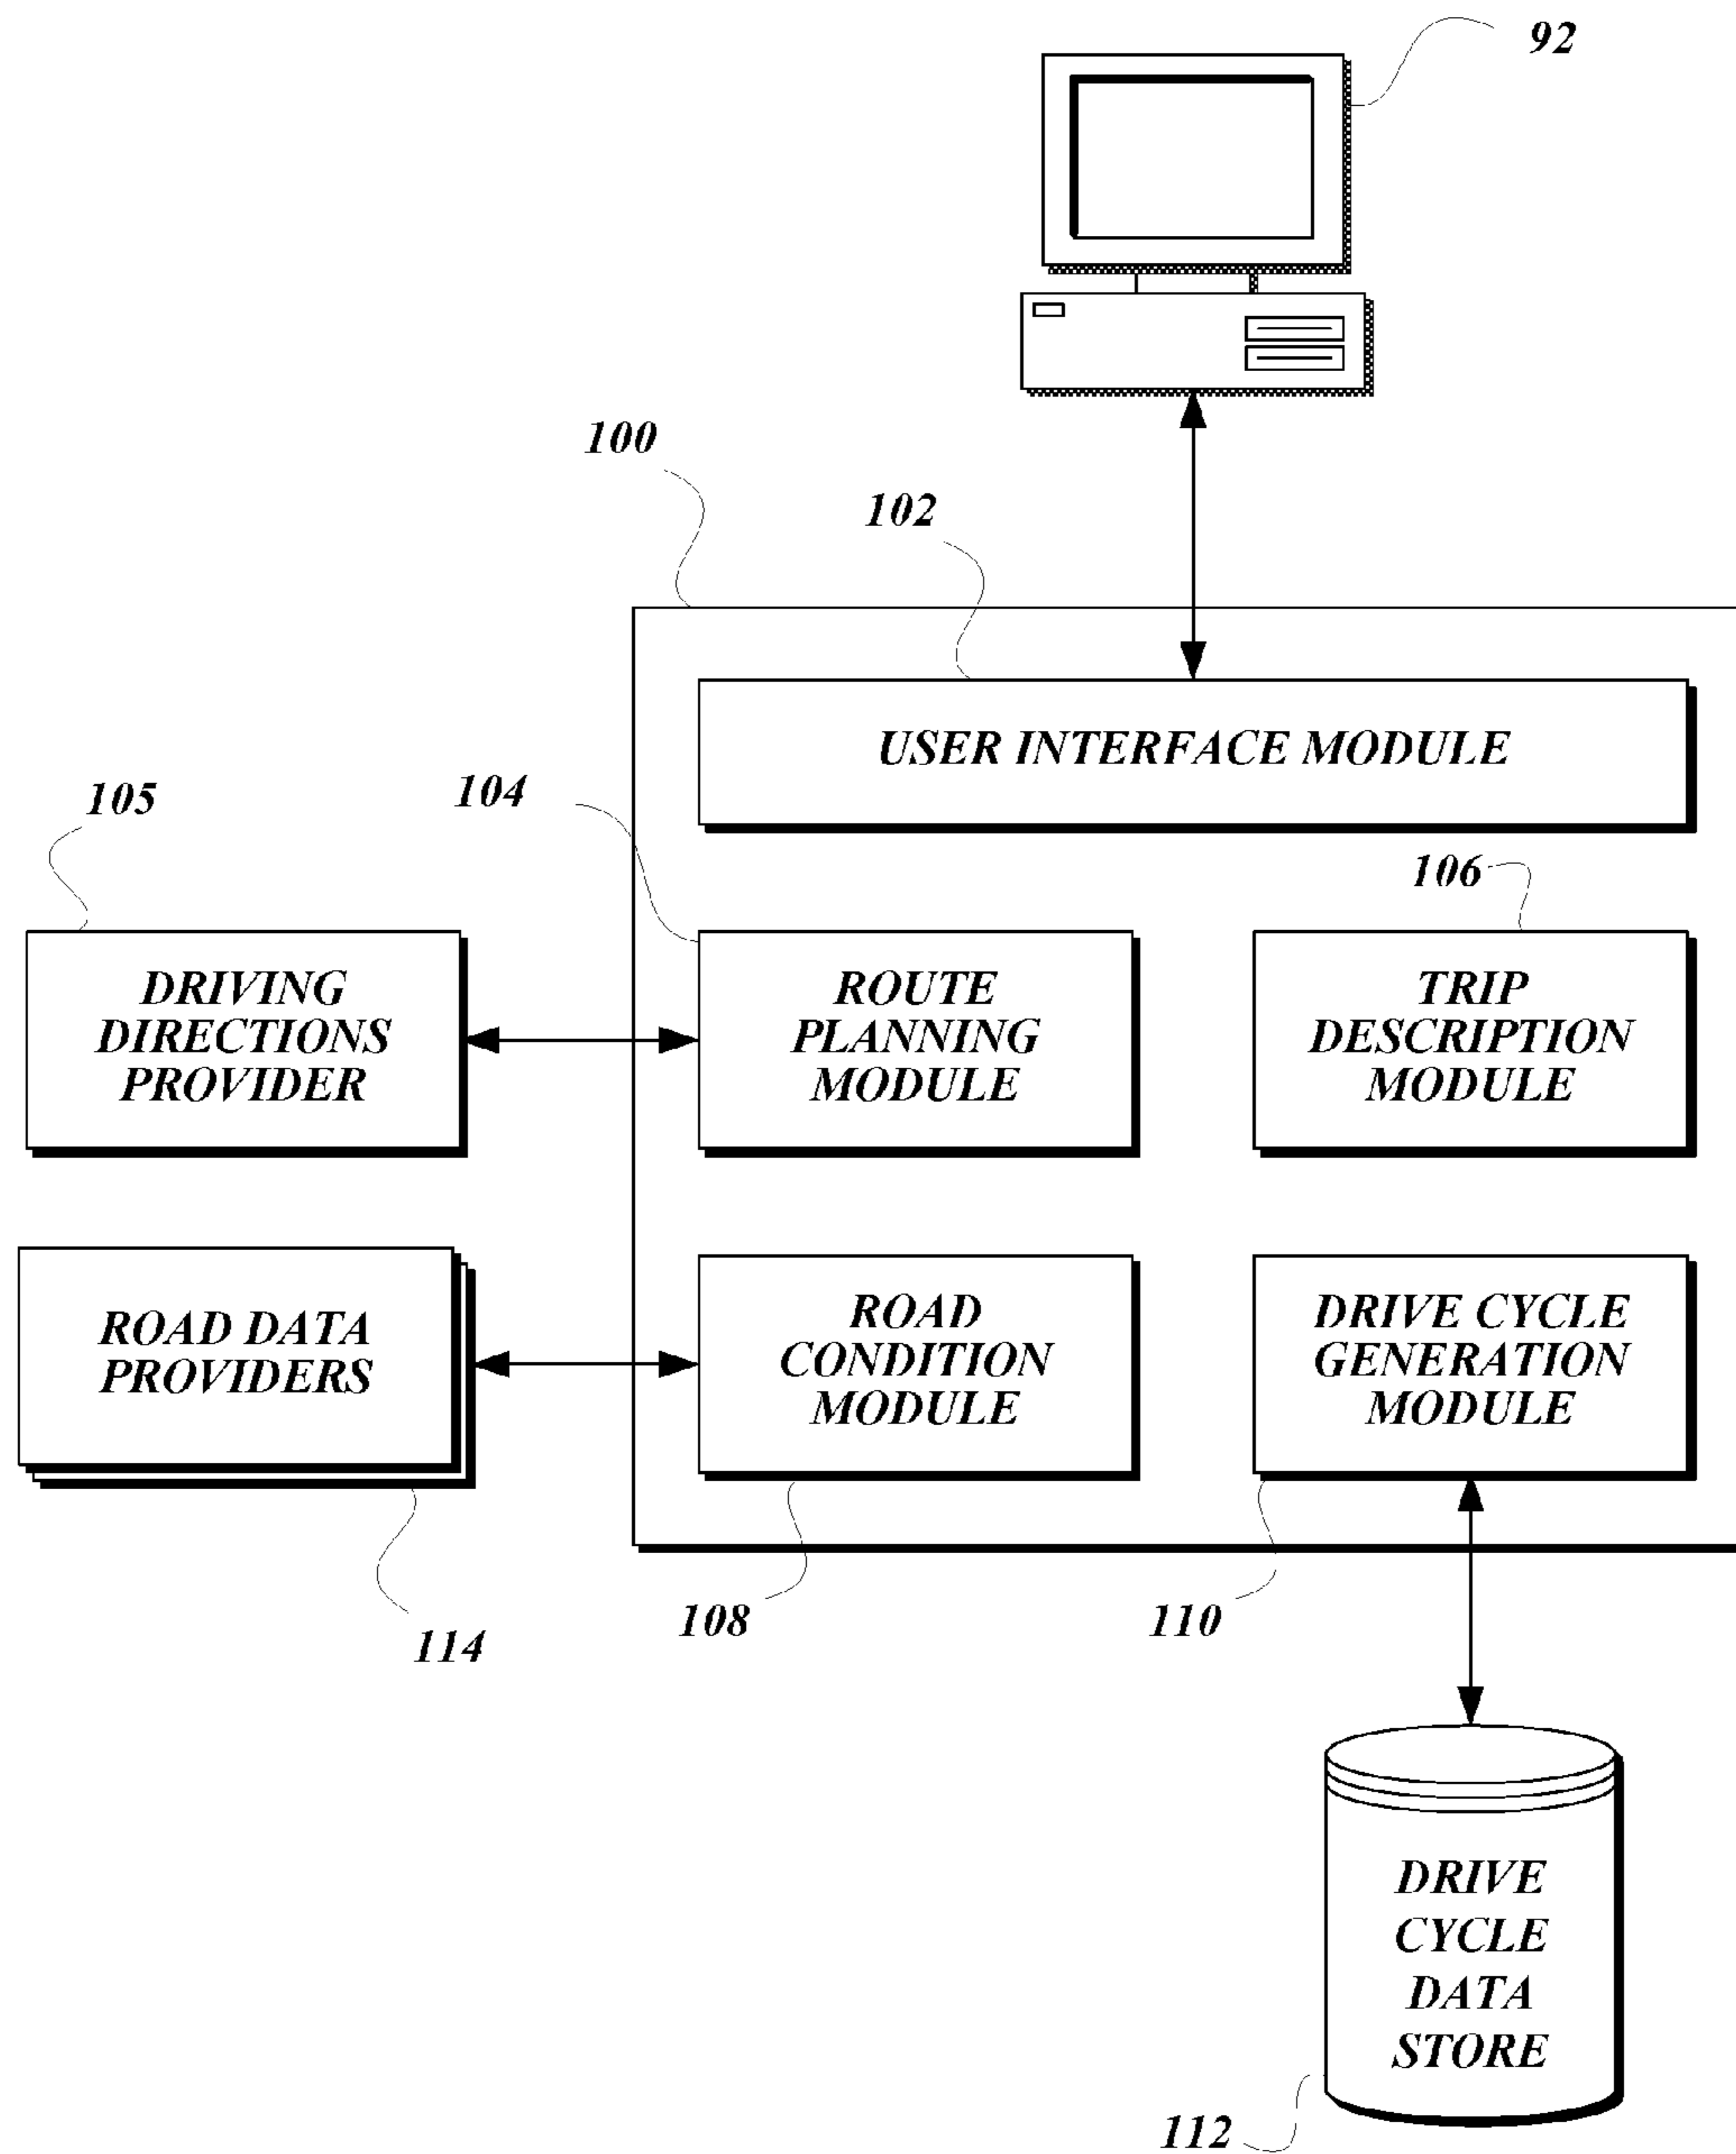 92
100
102
USER INTERFACE MODULE
105
104
106
DRIVING
DIRECTIONS
PROVIDER
ROUTE
PLANNING
MODULE
TRIP
DESCRIPTION
MODULE
ROAD DATA
PROVIDERS
ROAD
CONDITION
MODULE
DRIVE CYCLE
GENERATION
MODULE
114
108
110
DRIVE
CYCLE
DATA
STORE
112